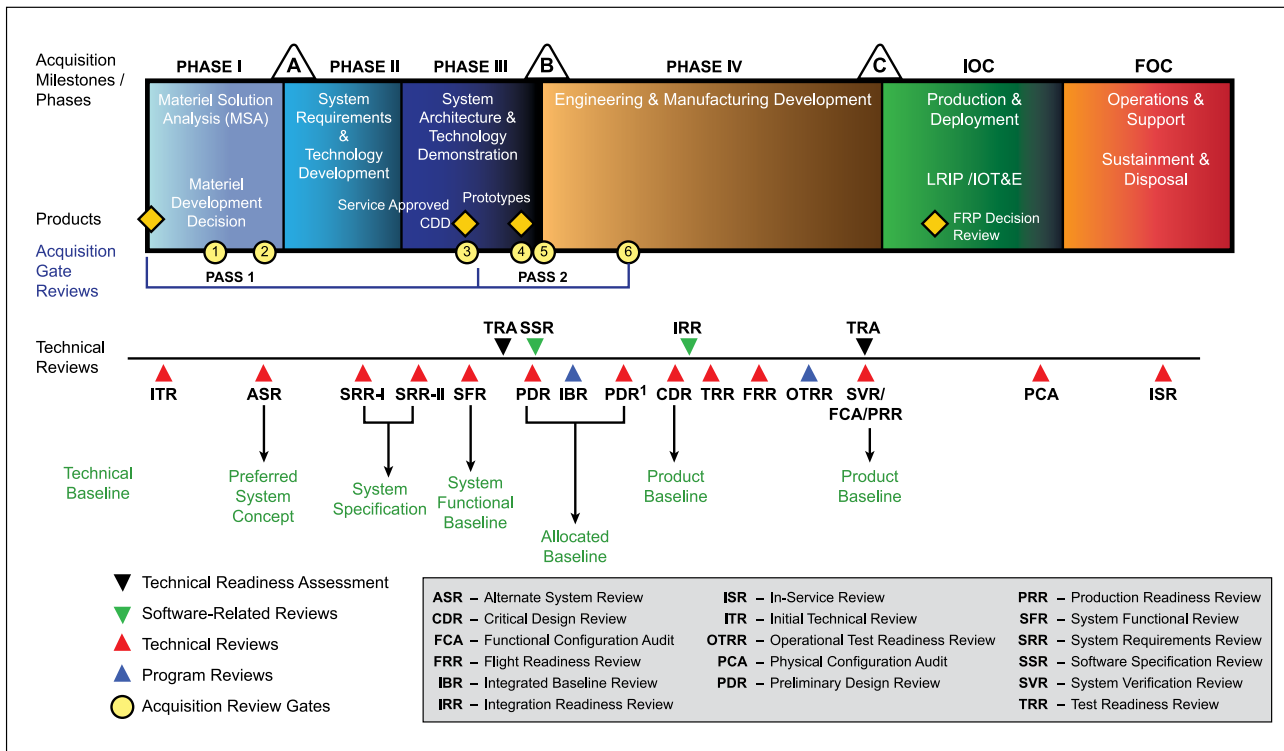 Acquisition
Milestones /
Phases
PHASE I
A
PHASE II
PHASE III
B
PHASE IV
C
IOC
FOC
Materiel Solution
Analysis (MSA)
Materiel
Development
Decision
System
Requirements
&
Technology
Development
System
Architecture &
Technology
Demonstration
Service Approved
CDD
Prototypes
Engineering & Manufacturing Development
Production &
Deployment
LRIP /IOT&E
FRP Decision
Review
Operations &
Support
Sustainment &
Disposal
Products
Acquisition
Gate
Reviews
1
2
3
4
5
6
PASS 1
PASS 2
Technical
Reviews
TRA
SSR
IRR
TRA
ITR
ASR
SRR-I
SRR-II
SFR
PDR
IBR
PDR¹
CDR
TRR
FRR
OTRR
SVR/
FCA/PRR
PCA
ISR
Technical
Baseline
Preferred
System
Concept
System
Specification
System
Functional
Baseline
Allocated
Baseline
Product
Baseline
Product
Baseline
Technical Readiness Assessment
Software-Related Reviews
Technical Reviews
Program Reviews
Acquisition Review Gates
ASR – Alternate System Review
CDR – Critical Design Review
FCA – Functional Configuration Audit
FRR – Flight Readiness Review
IBR – Integrated Baseline Review
IRR – Integration Readiness Review
ISR – In-Service Review
ITR – Initial Technical Review
OTRR – Operational Test Readiness Review
PCA – Physical Configuration Audit
PDR – Preliminary Design Review
PRR – Production Readiness Review
SFR – System Functional Review
SRR – System Requirements Review
SSR – Software Specification Review
SVR – System Verification Review
TRR – Test Readiness Review